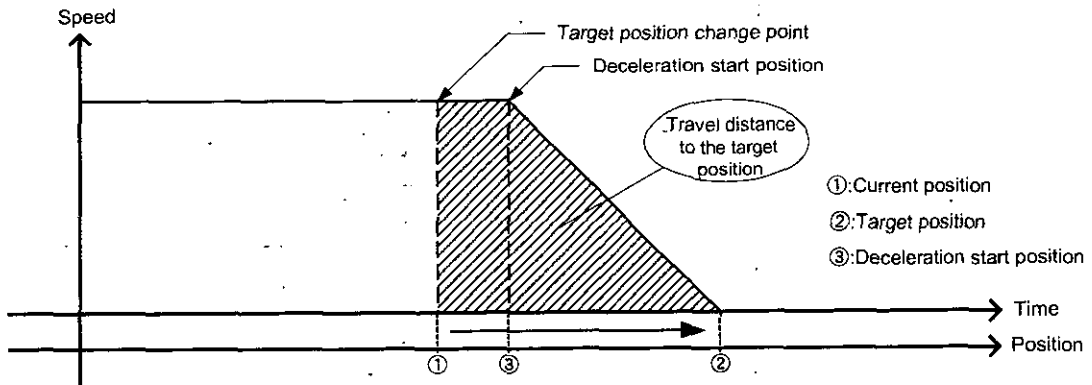 Speed
Target position change point
Deceleration start position
Travel distance
to the target
position
①:Current position
②:Target position
③:Deceleration start position
Time
Position
① ③ ②